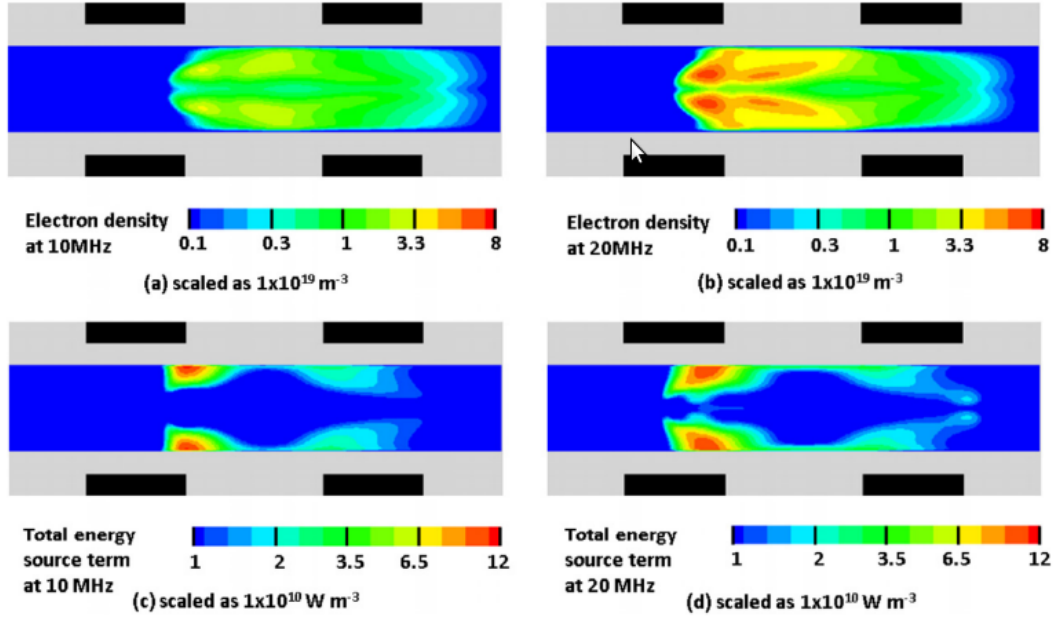 Electron density
at 10MHz
0.1 0.3 1 3.3 8
(a) scaled as 1x10¹⁹ m⁻³
Electron density
at 20MHz
0.1 0.3 1 3.3 8
(b) scaled as 1x10¹⁹ m⁻³
Total energy
source term
at 10 MHz
1 2 3.5 6.5 12
(c) scaled as 1x10¹⁰ W m⁻³
Total energy
source term
at 20 MHz
1 2 3.5 6.5 12
(d) scaled as 1x10¹⁰ W m⁻³